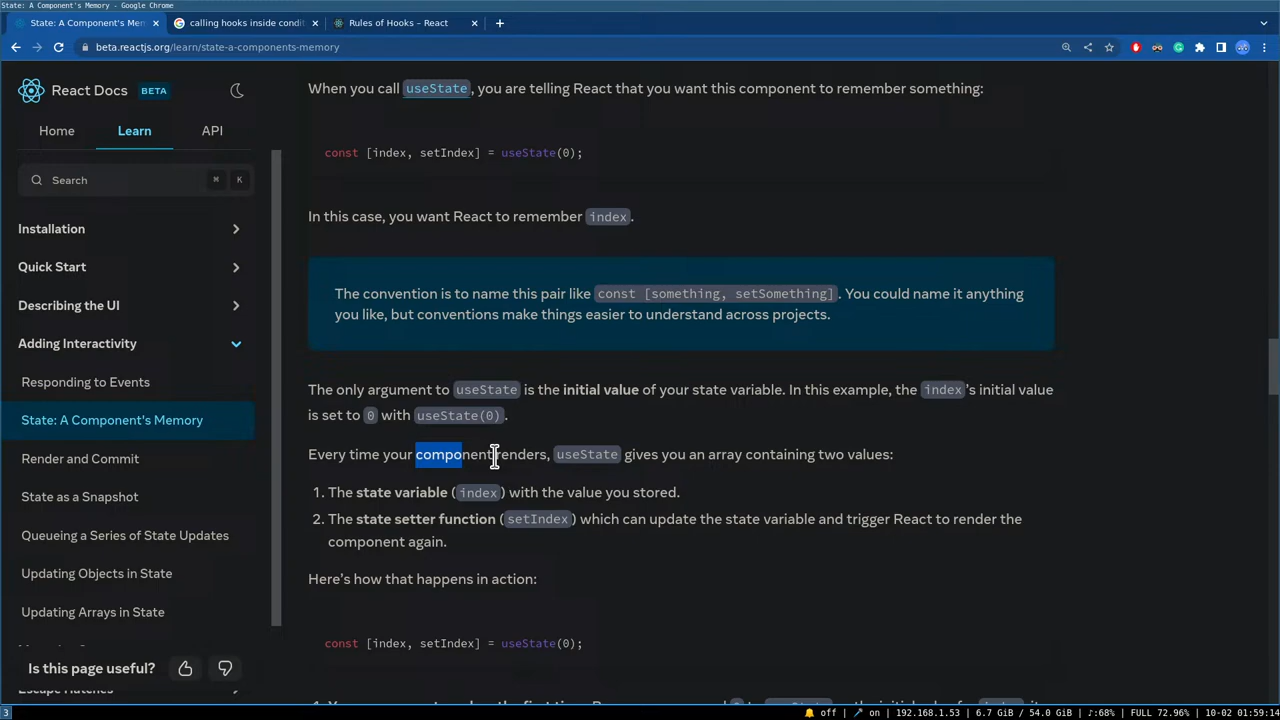 State: A Component's Memory - Google Chrome
State: A Component's Mem
calling hooks inside condit
Rules of Hooks – React
beta.reactjs.org/learn/state-a-components-memory
React Docs BETA
Home Learn API
Search ⌘ K
Installation
Quick Start
Describing the UI
Adding Interactivity
Responding to Events
State: A Component's Memory
Render and Commit
State as a Snapshot
Queueing a Series of State Updates
Updating Objects in State
Updating Arrays in State
Is this page useful?
Escape Hatches
When you call useState, you are telling React that you want this component to remember something:
const [index, setIndex] = useState(0);
In this case, you want React to remember index.
The convention is to name this pair like const [something, setSomething]. You could name it anything
you like, but conventions make things easier to understand across projects.
The only argument to useState is the initial value of your state variable. In this example, the index's initial value
is set to 0 with useState(0).
Every time your component renders, useState gives you an array containing two values:
1. The state variable (index) with the value you stored.
2. The state setter function (setIndex) which can update the state variable and trigger React to render the
component again.
Here's how that happens in action:
const [index, setIndex] = useState(0);
3
off | on | 192.168.1.53 | 6.7 GiB / 54.0 GiB | ♪:68% | FULL 72.96% | 10-02 01:59:14